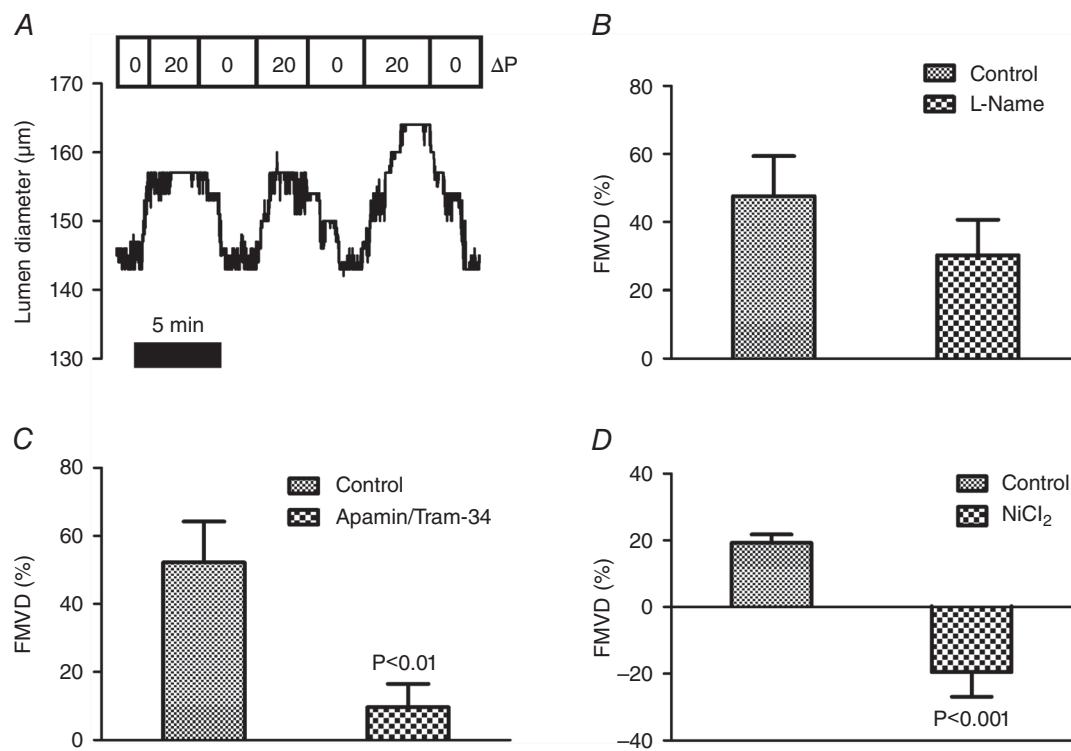 A
0 20 0 20 0 20 0 ΔP
170
160
150
140
130
Lumen diameter (µm)
5 min
B
80
60
40
20
0
FMVD (%)
Control
L-Name
C
80
60
40
20
0
FMVD (%)
Control
Apamin/Tram-34
P<0.01
D
40
20
0
–20
–40
FMVD (%)
Control
NiCl₂
P<0.001